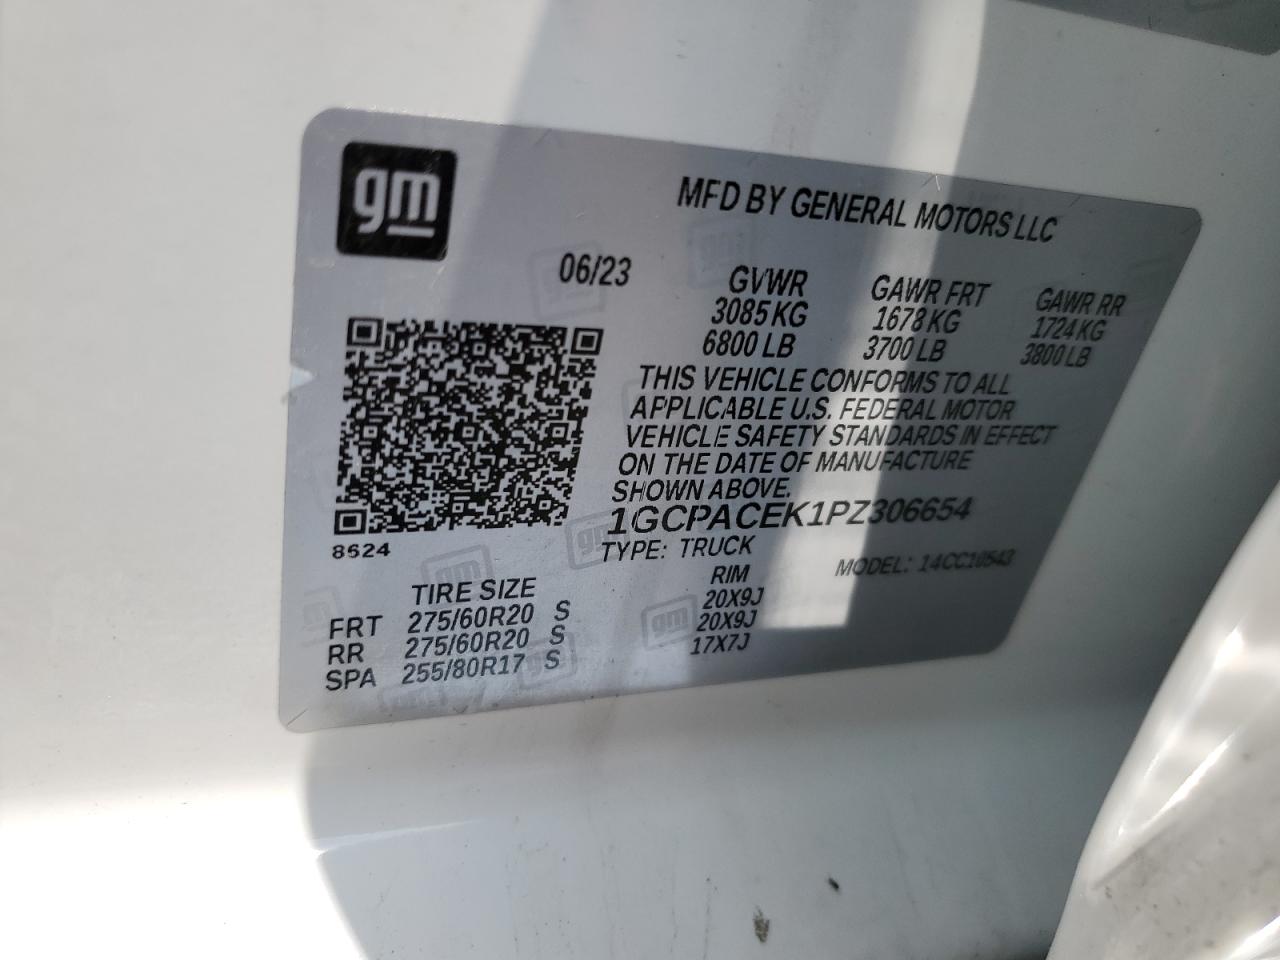 gm
MFD BY GENERAL MOTORS LLC
06/23
GVWR GAWR FRT GAWR RR
3085 KG 1678 KG 1724 KG
6800 LB 3700 LB 3800 LB
THIS VEHICLE CONFORMS TO ALL
APPLICABLE U.S. FEDERAL MOTOR
VEHICLE SAFETY STANDARDS IN EFFECT
ON THE DATE OF MANUFACTURE
SHOWN ABOVE.
1GCPACEK1PZ306654
TYPE: TRUCK MODEL: 14CC10543
8624
TIRE SIZE RIM
FRT 275/60R20 S 20X9J
RR 275/60R20 S 20X9J
SPA 255/80R17 S 17X7J